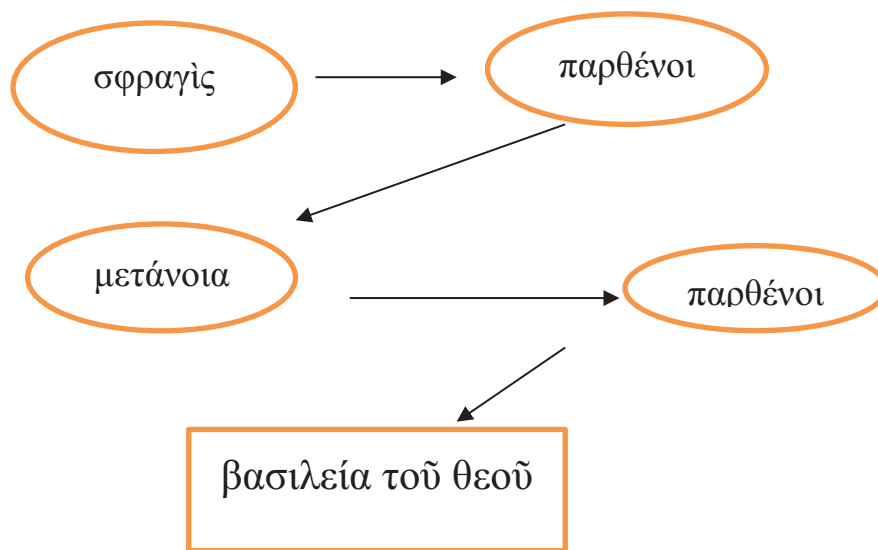 σφραγὶς
παρθένοι
μετάνοια
παρθένοι
βασιλεία τοῦ θεοῦ